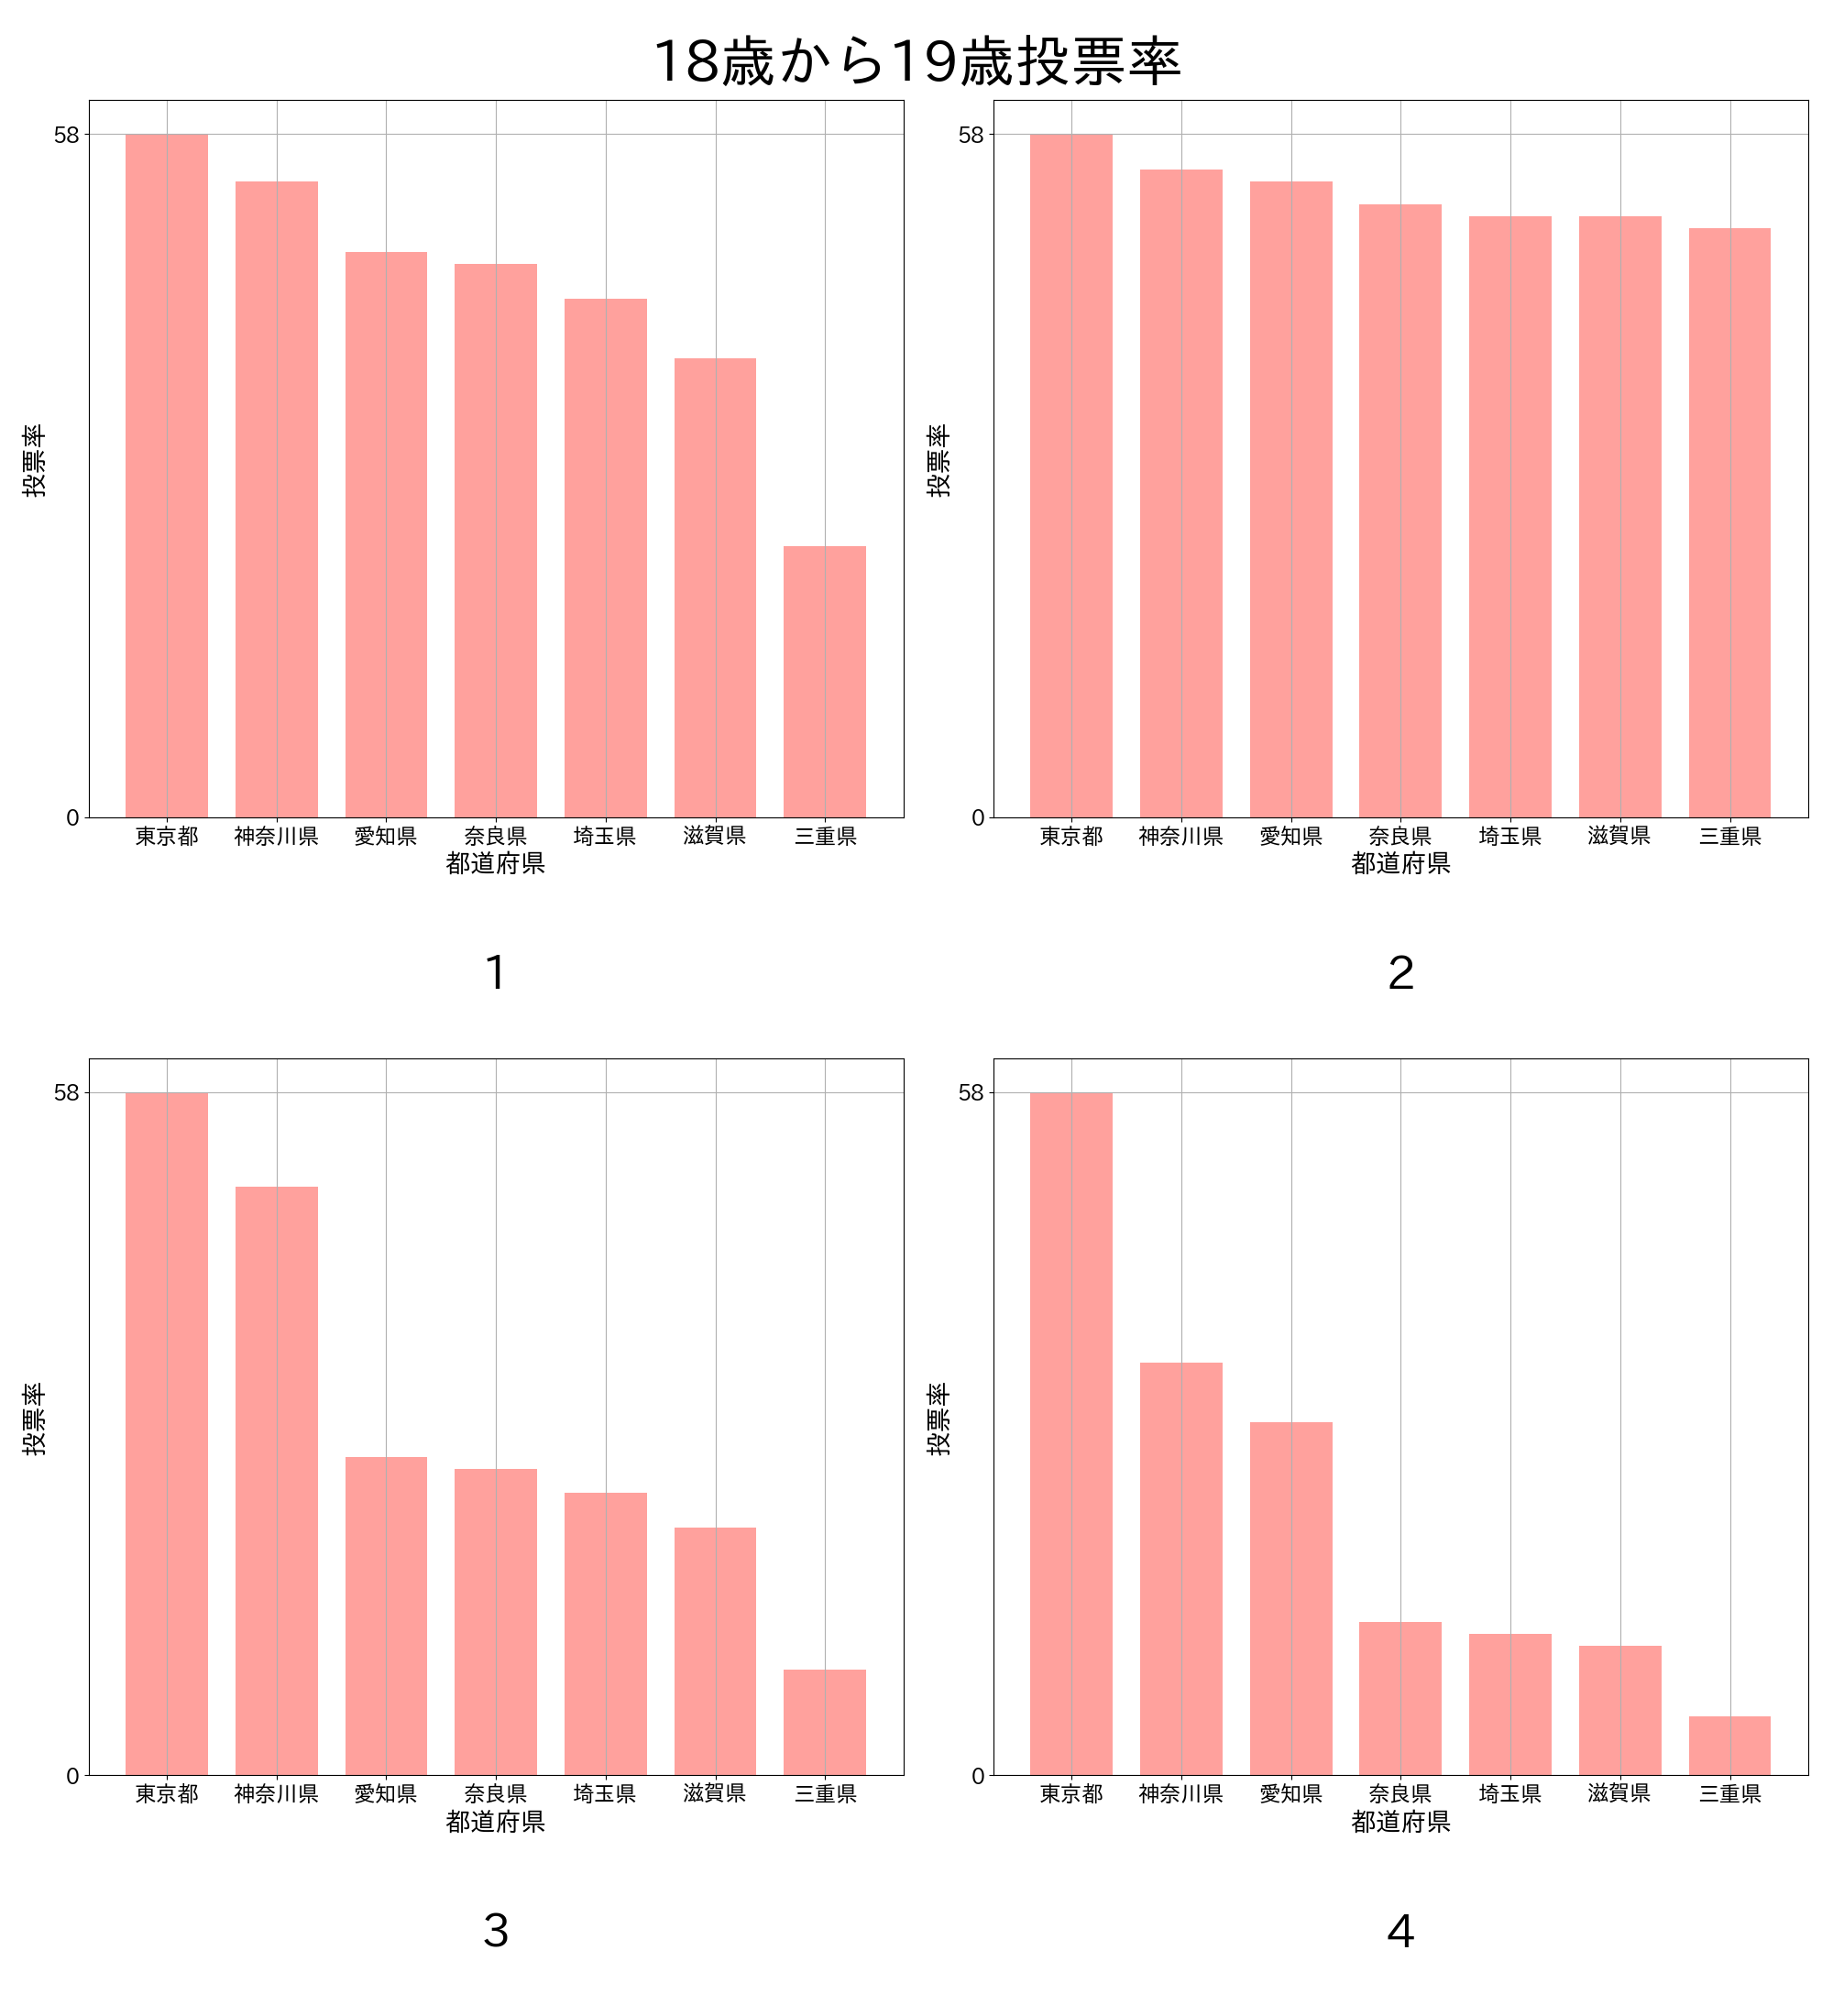 18歳から19歳投票率
58
0
投票率
東京都 神奈川県 愛知県 奈良県 埼玉県 滋賀県 三重県
都道府県
1
58
0
投票率
東京都 神奈川県 愛知県 奈良県 埼玉県 滋賀県 三重県
都道府県
2
58
0
投票率
東京都 神奈川県 愛知県 奈良県 埼玉県 滋賀県 三重県
都道府県
3
58
0
投票率
東京都 神奈川県 愛知県 奈良県 埼玉県 滋賀県 三重県
都道府県
4